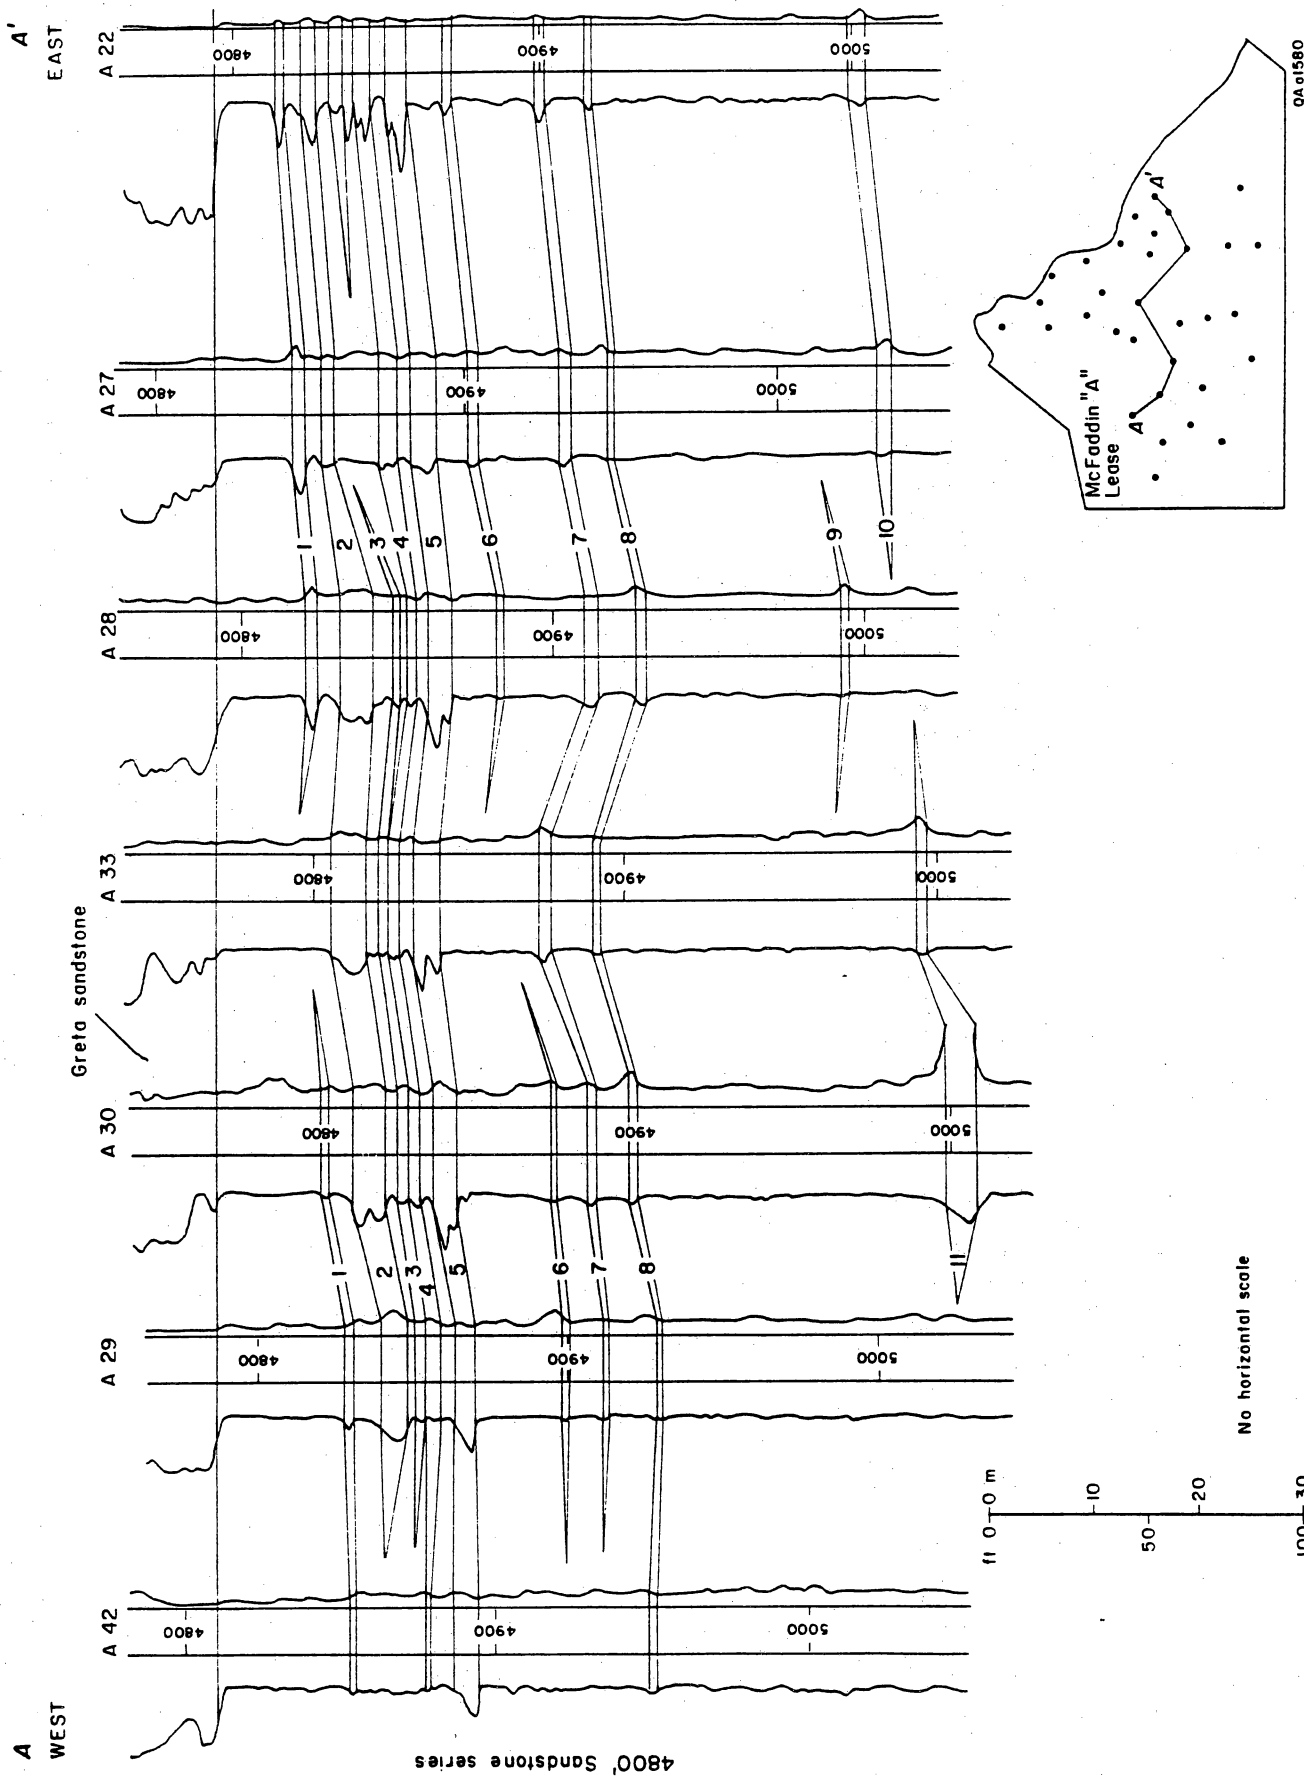 A
WEST
A'
EAST
Greta sandstone
A 42
A 29
A 30
A 33
A 28
A 27
A 22
4800
4900
5000
4800
4900
5000
4800
4900
5000
4800
4900
5000
4800
4900
5000
4800
4900
5000
4800
4900
5000
1
2
3
4
5
6
7
8
11
1
2
3
4
5
6
7
8
9
10
4800' Sandstone series
ft 0 0 m
10
50
20
100 30
No horizontal scale
McFaddin "A"
Lease
A
A'
QA 01580